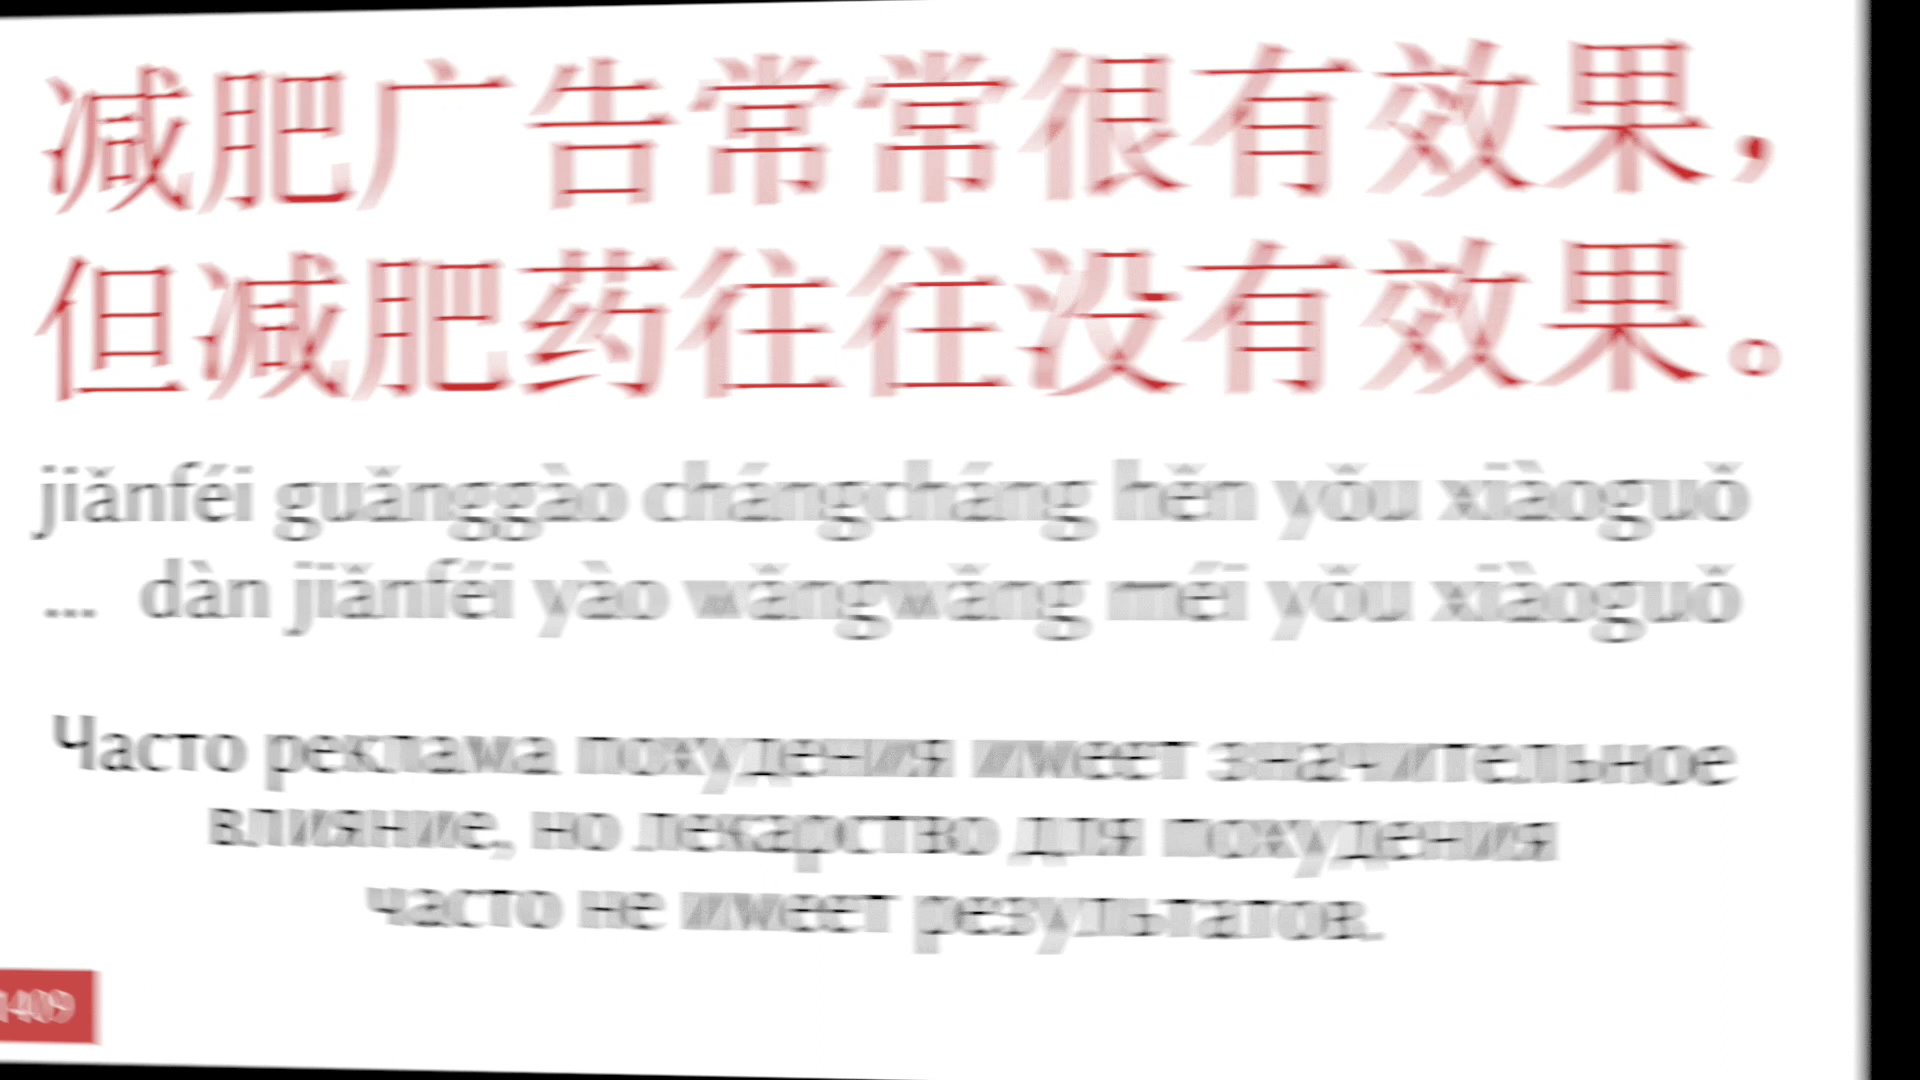 减肥广告常常很有效果，
但减肥药往往没有效果。
jiǎnféi guǎnggào chángcháng hěn yǒu xiàoguǒ
... dàn jiǎnféi yào wǎngwǎng méi yǒu xiàoguǒ
Часто реклама похудения имеет значительное
влияние, но лекарство для похудения
часто не имеет результатов.
1409